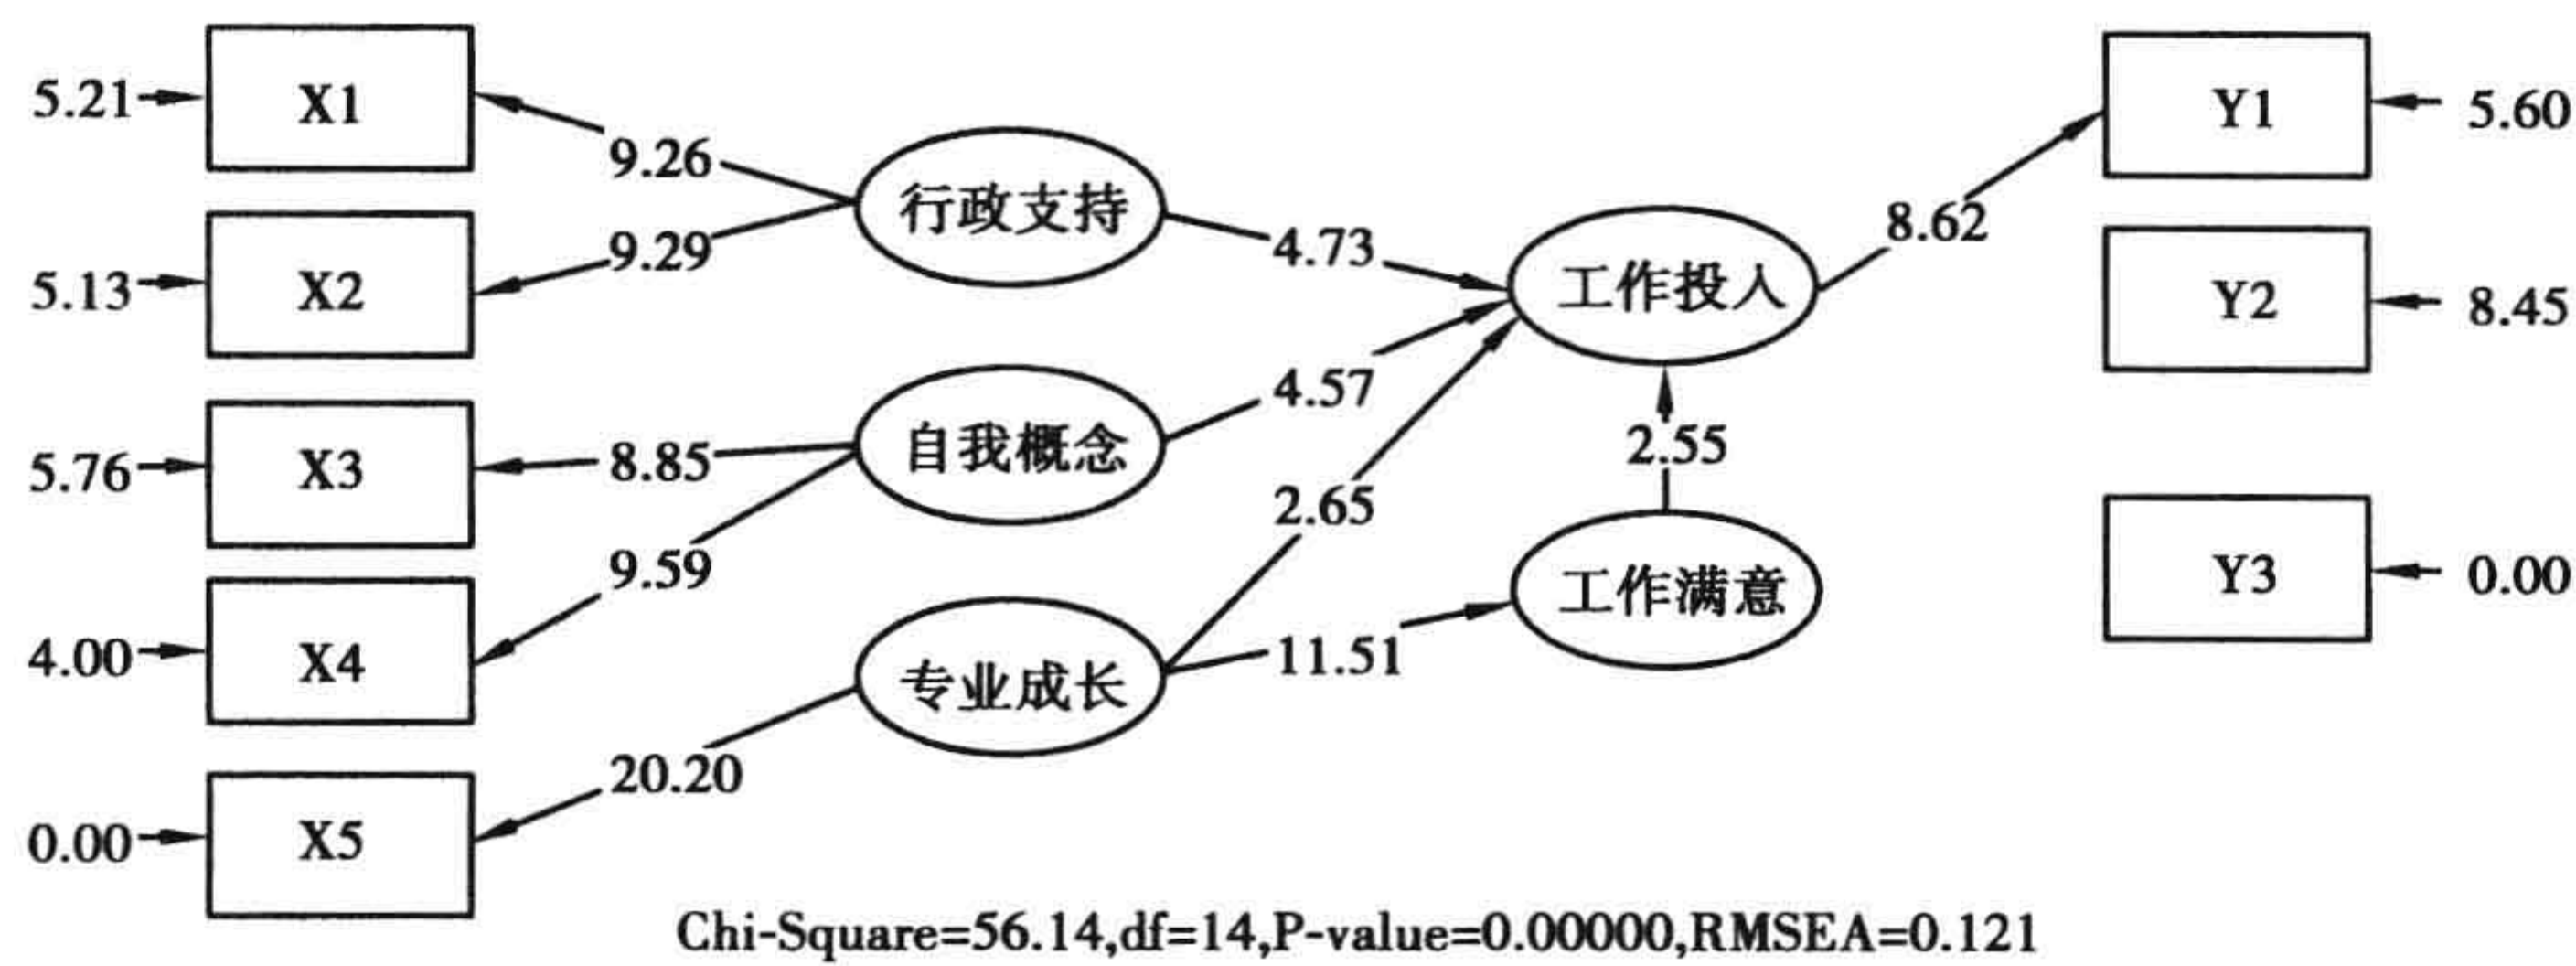 5.21
X1
9.26
5.13
X2
9.29
行政支持
4.73
工作投入
8.62
Y1
5.60
Y2
8.45
5.76
X3
8.85
自我概念
4.57
2.55
9.59
2.65
4.00
X4
专业成长
11.51
工作满意
Y3
0.00
20.20
0.00
X5
Chi-Square=56.14,df=14,P-value=0.00000,RMSEA=0.121